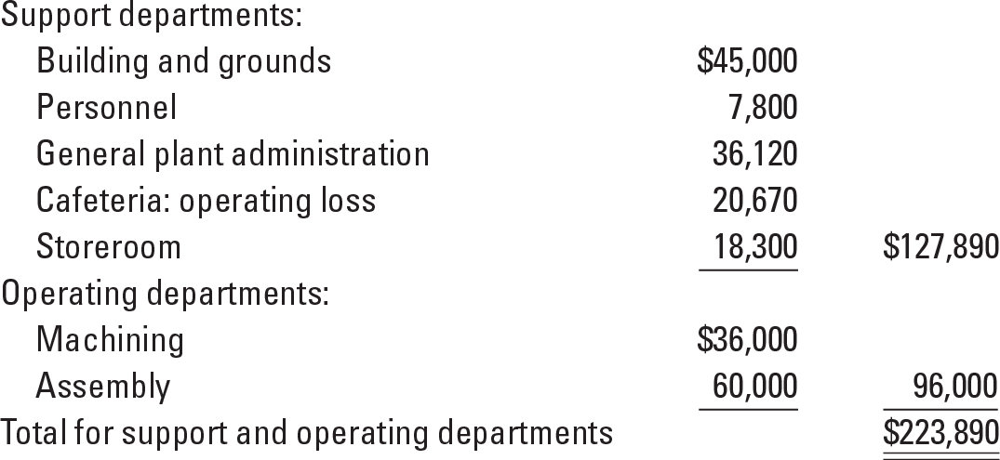 Support departments:
Building and grounds $45,000
Personnel 7,800
General plant administration 36,120
Cafeteria: operating loss 20,670
Storeroom 18,300 $127,890
Operating departments:
Machining $36,000
Assembly 60,000 96,000
Total for support and operating departments $223,890